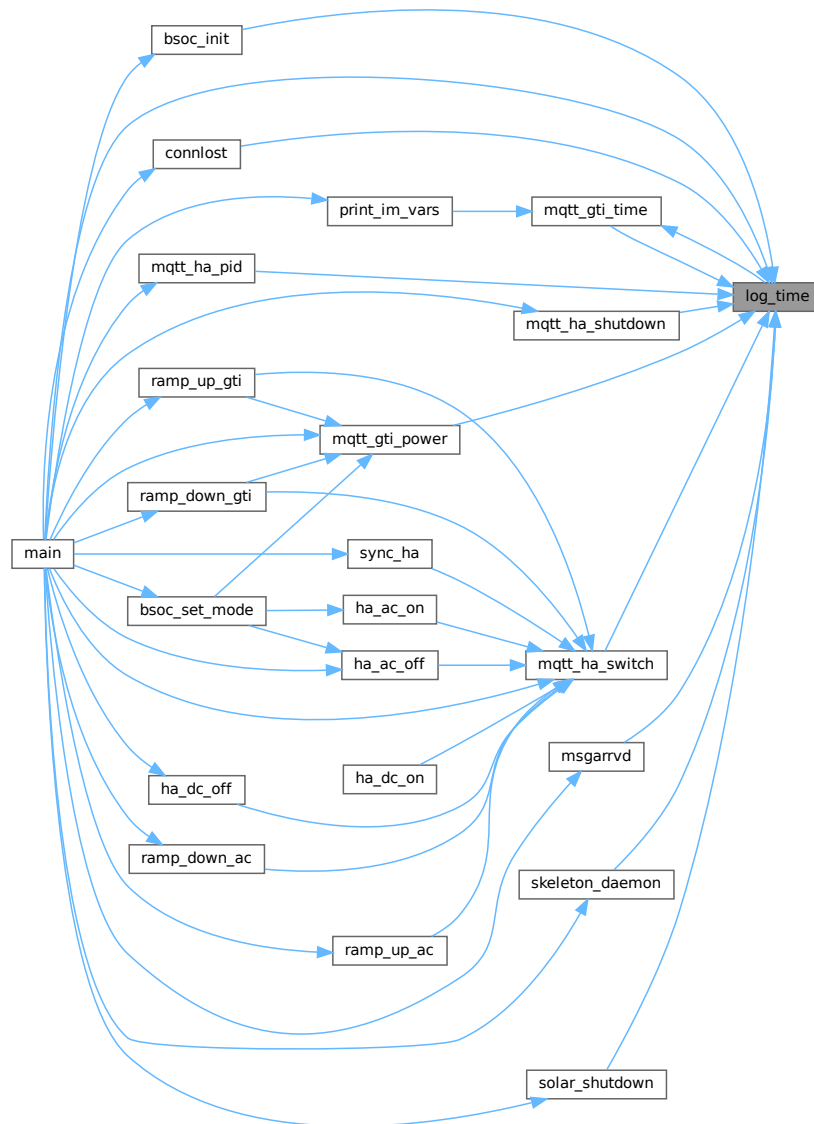 bsoc_init
connlost
print_im_vars
mqtt_gti_time
mqtt_ha_pid
log_time
mqtt_ha_shutdown
ramp_up_gti
mqtt_gti_power
ramp_down_gti
main
sync_ha
bsoc_set_mode
ha_ac_on
ha_ac_off
mqtt_ha_switch
msgarrvd
ha_dc_off
ha_dc_on
ramp_down_ac
skeleton_daemon
ramp_up_ac
solar_shutdown